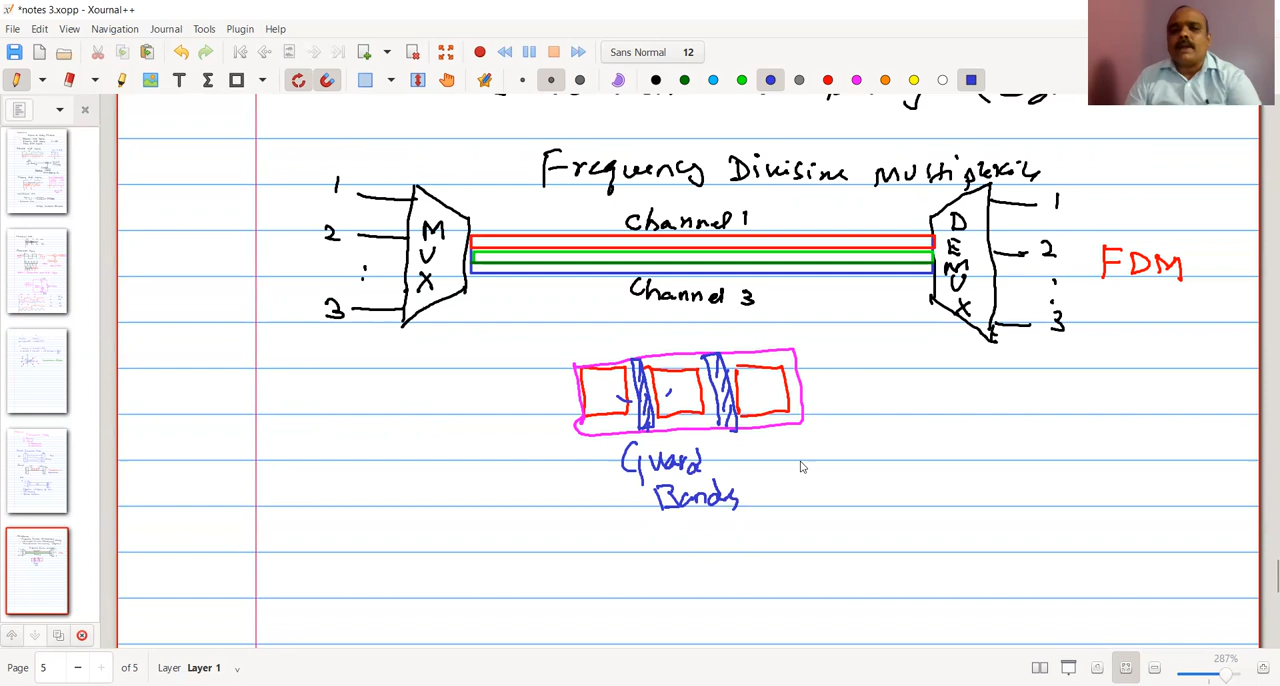 *notes 3.xopp - Xournal++
File Edit View Navigation Journal Tools Plugin Help
Sans Normal 12
Frequency Division Multiplexing
1
2
:
3
MUX
Channel 1
Channel 3
DEMUX
1
2
:
3
FDM
Guard
Bands
Page 5 of 5 Layer Layer 1
287%